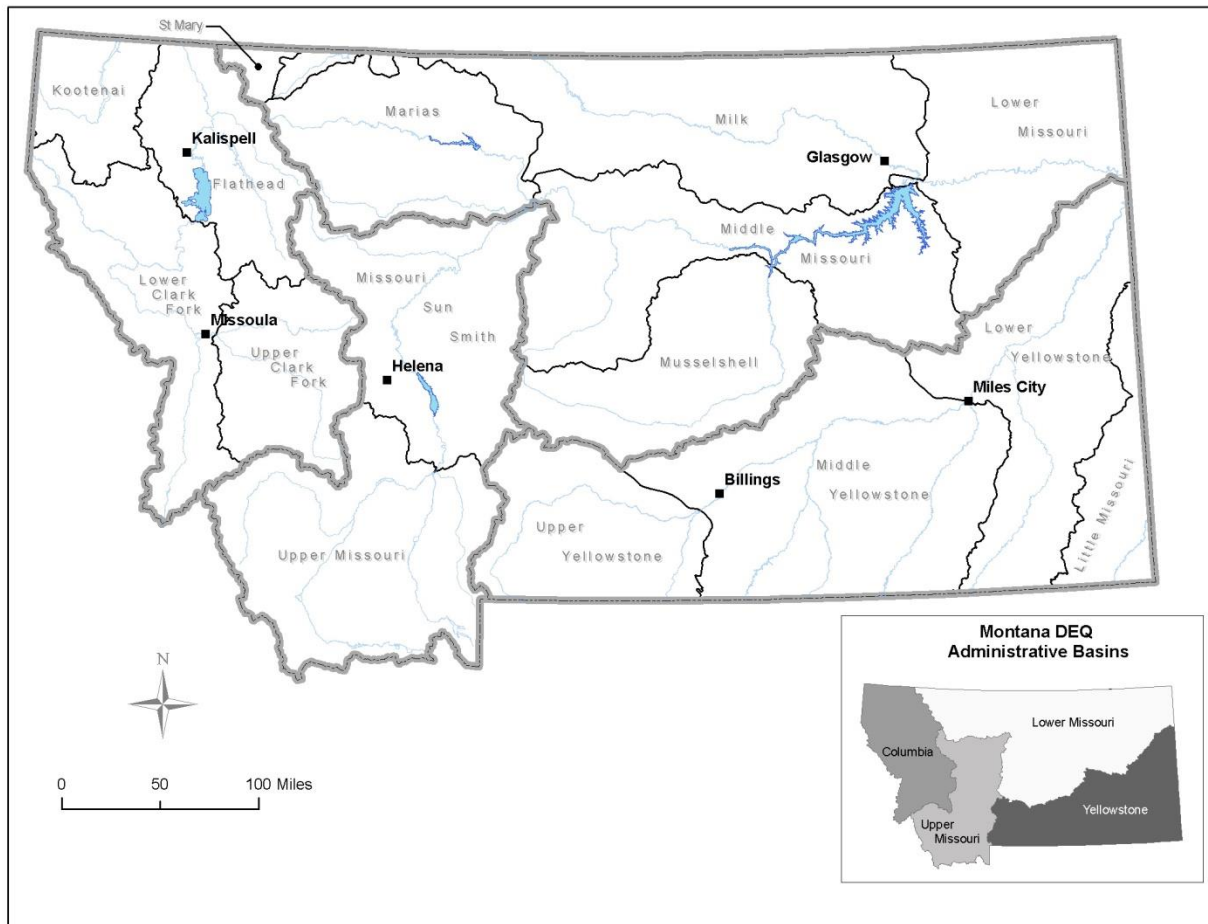 St Mary
Kootenai
Marias
Milk
Lower
Missouri
Kalispell
Glasgow
Flathead
Middle
Missouri
Missouri
Sun
Smith
Lower
Clark
Fork
Missoula
Upper
Clark
Fork
Helena
Musselshell
Lower
Yellowstone
Miles City
Billings
Middle
Yellowstone
Upper
Yellowstone
Upper Missouri
Little Missouri
N
0 50 100 Miles
Montana DEQ
Administrative Basins
Lower Missouri
Columbia
Yellowstone
Upper
Missouri